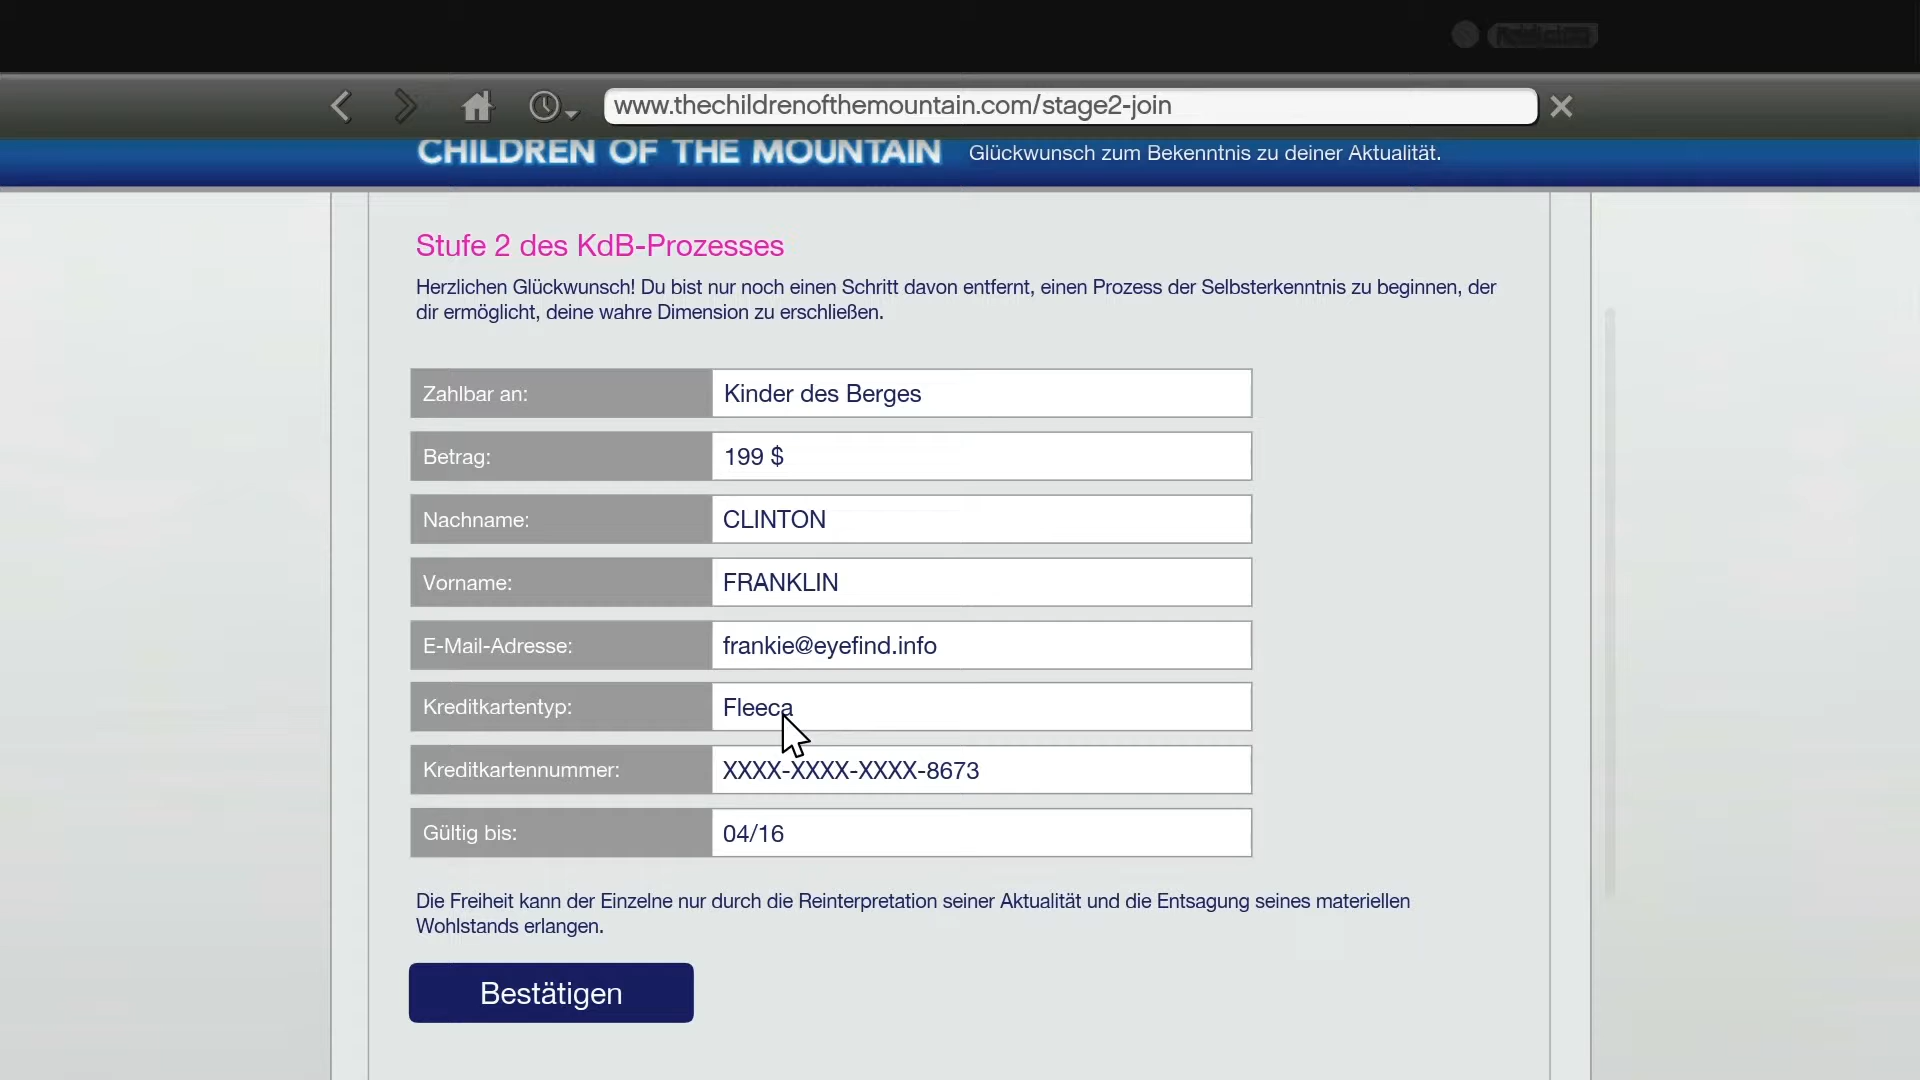 www.thechildrenofthemountain.com/stage2-join
CHILDREN OF THE MOUNTAIN Glückwunsch zum Bekenntnis zu deiner Aktualität.
Stufe 2 des KdB-Prozesses
Herzlichen Glückwunsch! Du bist nur noch einen Schritt davon entfernt, einen Prozess der Selbsterkenntnis zu beginnen, der
dir ermöglicht, deine wahre Dimension zu erschließen.
Zahlbar an: Kinder des Berges
Betrag: 199 $
Nachname: CLINTON
Vorname: FRANKLIN
E-Mail-Adresse: frankie@eyefind.info
Kreditkartentyp: Fleeca
Kreditkartennummer: XXXX-XXXX-XXXX-8673
Gültig bis: 04/16
Die Freiheit kann der Einzelne nur durch die Reinterpretation seiner Aktualität und die Entsagung seines materiellen
Wohlstands erlangen.
Bestätigen